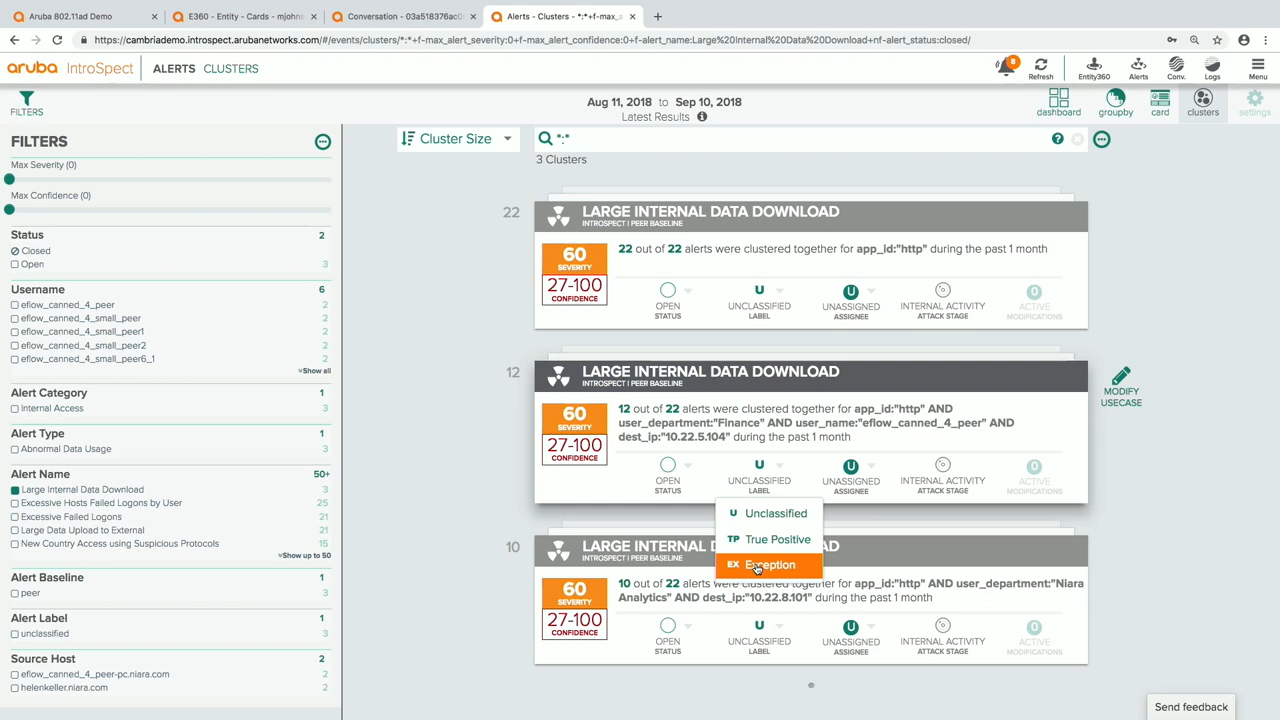 Aruba 802.11ad Demo
E360 - Entity - Cards - mjohns
Conversation - 03a518376ac0
Alerts - Clusters - *:*+f-max_a
https://cambriademo.introspect.arubanetworks.com/#/events/clusters/*:*+f-max_alert_severity:0+f-max_alert_confidence:0+f-alert_name:Large%20Internal%20Data%20Download+nf-alert_status:closed/
aruba IntroSpect ALERTS CLUSTERS
8
Refresh
Entity360
Alerts
Conv.
Logs
Menu
FILTERS
Aug 11, 2018 to Sep 10, 2018
Latest Results
dashboard
groupby
card
clusters
settings
FILTERS
Max Severity (0)
Max Confidence (0)
Status 2
Closed
Open 3
Username 6
eflow_canned_4_peer 2
eflow_canned_4_small_peer 2
eflow_canned_4_small_peer1 2
eflow_canned_4_small_peer2 2
eflow_canned_4_small_peer6_1 2
Show all
Alert Category 1
Internal Access 3
Alert Type 1
Abnormal Data Usage 3
Alert Name 50+
Large Internal Data Download 3
Excessive Hosts Failed Logons by User 25
Excessive Failed Logons 21
Large Data Upload to External 21
New Country Access using Suspicious Protocols 15
Show up to 50
Alert Baseline 1
peer 3
Alert Label 1
unclassified 3
Source Host 2
eflow_canned_4_peer-pc.niara.com 2
helenkeller.niara.com 2
Cluster Size
*:*
3 Clusters
22
LARGE INTERNAL DATA DOWNLOAD
INTROSPECT | PEER BASELINE
60
SEVERITY
27-100
CONFIDENCE
22 out of 22 alerts were clustered together for app_id:"http" during the past 1 month
OPEN
STATUS
U
UNCLASSIFIED
LABEL
U
UNASSIGNED
ASSIGNEE
INTERNAL ACTIVITY
ATTACK STAGE
0
ACTIVE
MODIFICATIONS
12
LARGE INTERNAL DATA DOWNLOAD
INTROSPECT | PEER BASELINE
60
SEVERITY
27-100
CONFIDENCE
12 out of 22 alerts were clustered together for app_id:"http" AND
user_department:"Finance" AND user_name:"eflow_canned_4_peer" AND
dest_ip:"10.22.5.104" during the past 1 month
OPEN
STATUS
U
UNCLASSIFIED
LABEL
U
UNASSIGNED
ASSIGNEE
INTERNAL ACTIVITY
ATTACK STAGE
0
ACTIVE
MODIFICATIONS
MODIFY
USECASE
U Unclassified
TP True Positive
EX Exception
10
LARGE INTERNAL D
OWNLOAD
INTROSPECT | PEER BASELINE
60
SEVERITY
27-100
CONFIDENCE
10 out of 22 alerts were clustered together for app_id:"http" AND user_department:"Niara
Analytics" AND dest_ip:"10.22.8.101" during the past 1 month
OPEN
STATUS
U
UNCLASSIFIED
LABEL
U
UNASSIGNED
ASSIGNEE
INTERNAL ACTIVITY
ATTACK STAGE
0
ACTIVE
MODIFICATIONS
Send feedback